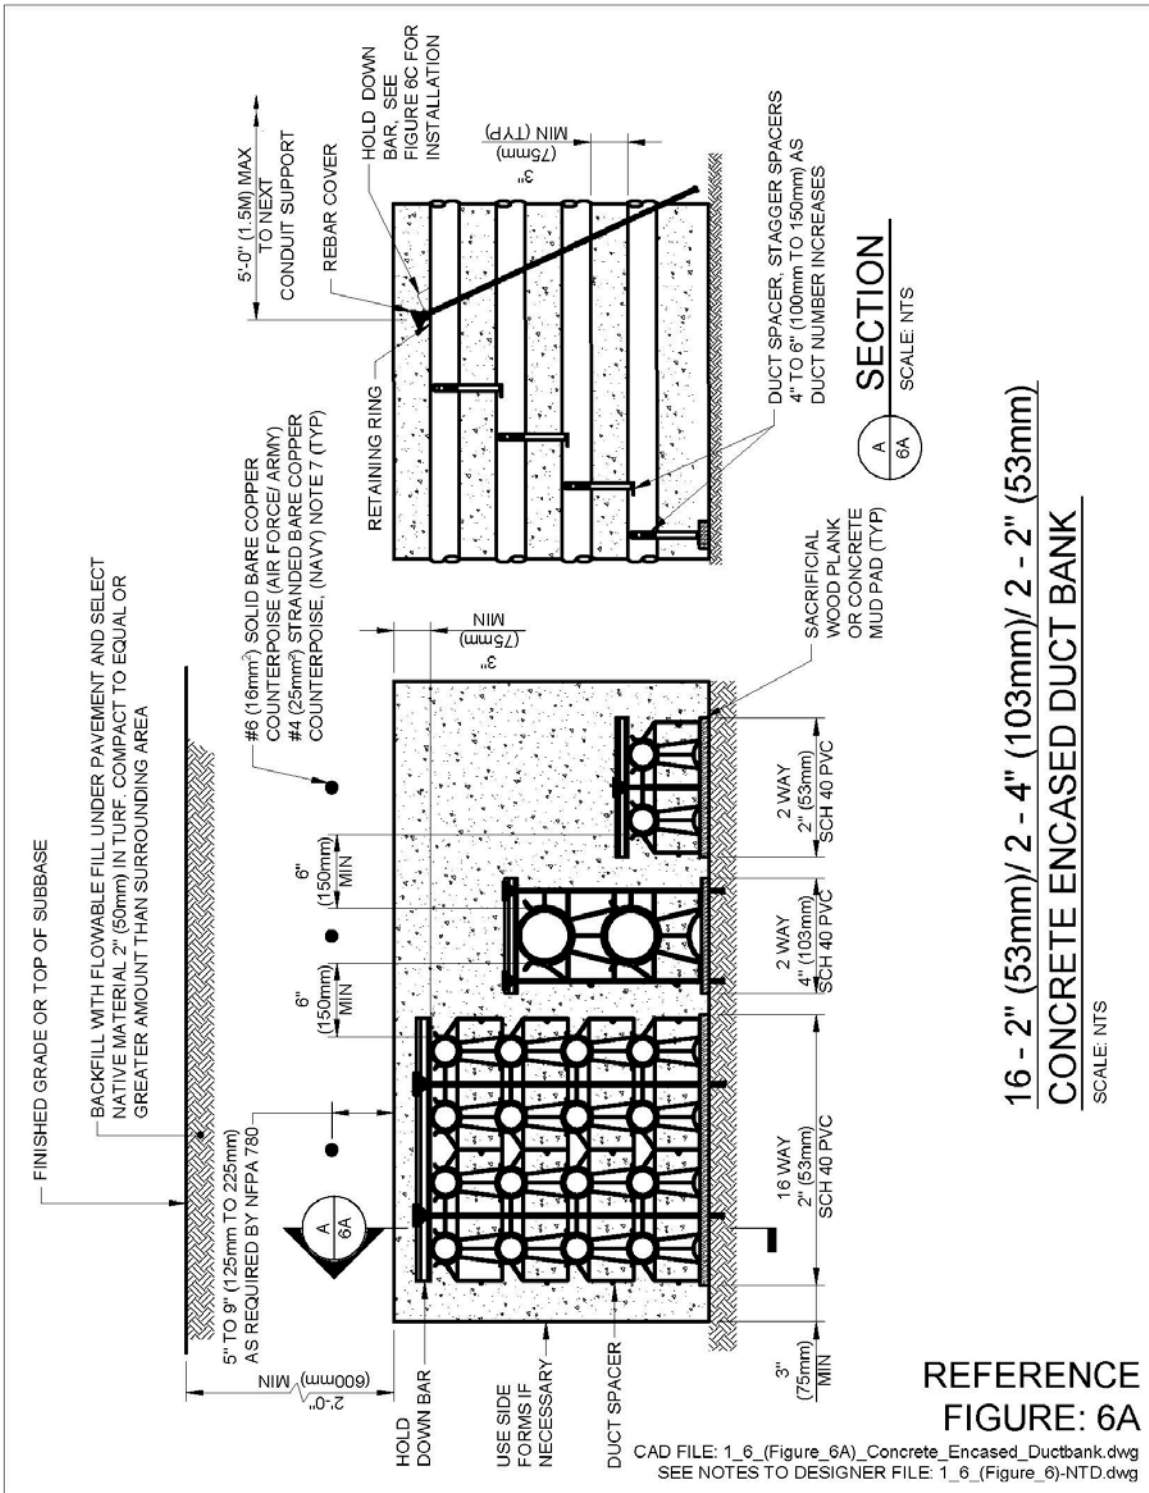 FINISHED GRADE OR TOP OF SUBBASE
BACKFILL WITH FLOWABLE FILL UNDER PAVEMENT AND SELECT
NATIVE MATERIAL 2" (50mm) IN TURF. COMPACT TO EQUAL OR
GREATER AMOUNT THAN SURROUNDING AREA
5" TO 9" (125mm TO 225mm)
AS REQUIRED BY NFPA 780
2'-0"
(600mm) MIN
A
6A
6"
(150mm)
MIN
6"
(150mm)
MIN
#6 (16mm²) SOLID BARE COPPER
COUNTERPOISE (AIR FORCE/ ARMY)
#4 (25mm²) STRANDED BARE COPPER
COUNTERPOISE, (NAVY) NOTE 7 (TYP)
3"
(75mm)
MIN
HOLD
DOWN BAR
USE SIDE
FORMS IF
NECESSARY
DUCT SPACER
3"
(75mm)
MIN
16 WAY
2" (53mm)
SCH 40 PVC
2 WAY
4" (103mm)
SCH 40 PVC
2 WAY
2" (53mm)
SCH 40 PVC
SACRIFICIAL
WOOD PLANK
OR CONCRETE
MUD PAD (TYP)
5'-0" (1.5M) MAX
TO NEXT
CONDUIT SUPPORT
REBAR COVER
HOLD DOWN
BAR, SEE
FIGURE 6C FOR
INSTALLATION
RETAINING RING
3"
(75mm)
MIN (TYP)
DUCT SPACER, STAGGER SPACERS
4" TO 6" (100mm TO 150mm) AS
DUCT NUMBER INCREASES
A
6A
SECTION
SCALE: NTS
16 - 2" (53mm)/ 2 - 4" (103mm)/ 2 - 2" (53mm)
CONCRETE ENCASED DUCT BANK
SCALE: NTS
REFERENCE
FIGURE: 6A
CAD FILE: 1_6_(Figure_6A)_Concrete_Encased_Ductbank.dwg
SEE NOTES TO DESIGNER FILE: 1_6_(Figure_6)-NTD.dwg